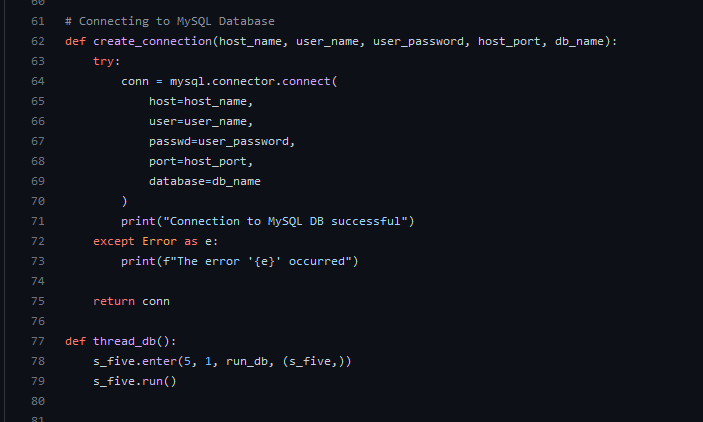 61 # Connecting to MySQL Database
62 def create_connection(host_name, user_name, user_password, host_port, db_name):
63     try:
64         conn = mysql.connector.connect(
65             host=host_name,
66             user=user_name,
67             passwd=user_password,
68             port=host_port,
69             database=db_name
70         )
71         print("Connection to MySQL DB successful")
72     except Error as e:
73         print(f"The error '{e}' occurred")
74
75     return conn
76
77 def thread_db():
78     s_five.enter(5, 1, run_db, (s_five,))
79     s_five.run()
80